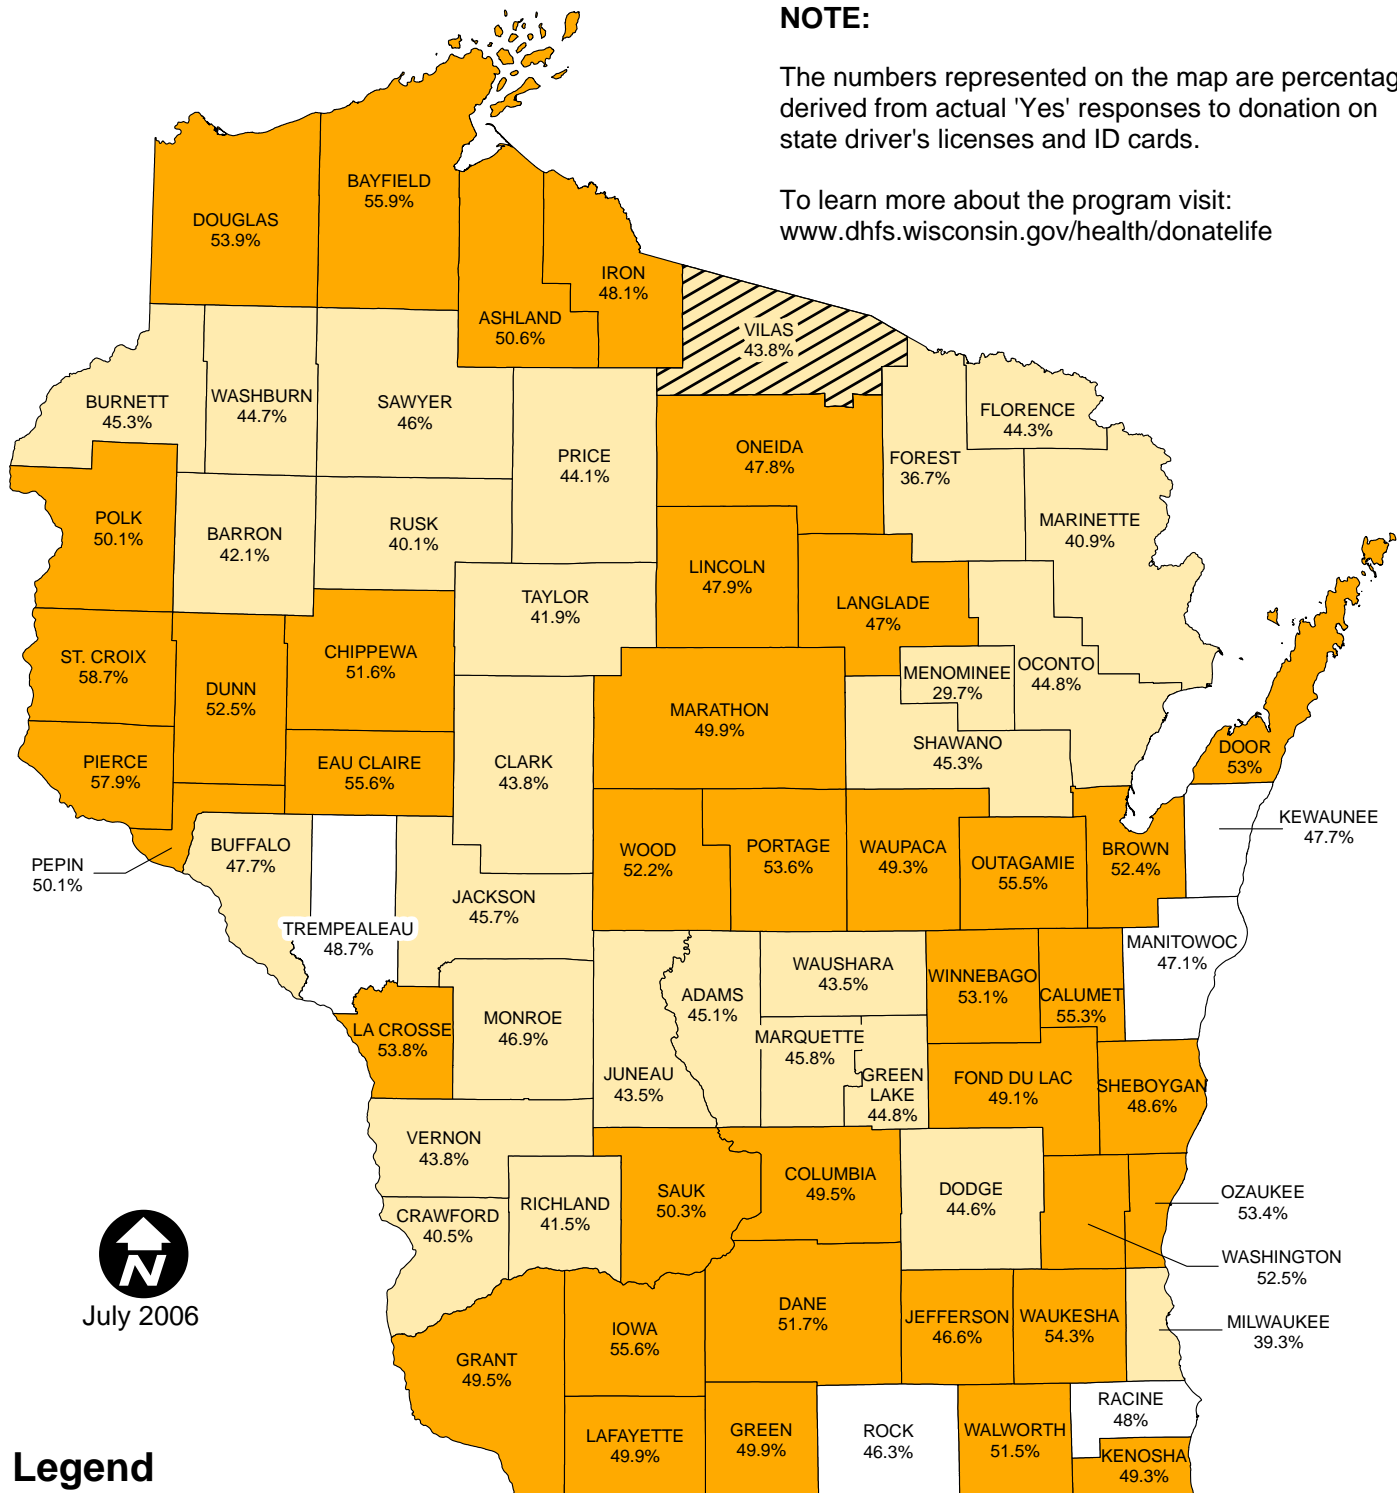 NOTE:
The numbers represented on the map are percentag
derived from actual 'Yes' responses to donation on
state driver's licenses and ID cards.
To learn more about the program visit:
www.dhfs.wisconsin.gov/health/donatelife
BAYFIELD
55.9%
DOUGLAS
53.9%
IRON
48.1%
ASHLAND
50.6%
VILAS
43.8%
BURNETT
45.3%
WASHBURN
44.7%
SAWYER
46%
FLORENCE
44.3%
PRICE
44.1%
ONEIDA
47.8%
FOREST
36.7%
POLK
50.1%
BARRON
42.1%
RUSK
40.1%
MARINETTE
40.9%
LINCOLN
47.9%
TAYLOR
41.9%
LANGLADE
47%
ST. CROIX
58.7%
CHIPPEWA
51.6%
DUNN
52.5%
MENOMINEE
29.7%
OCONTO
44.8%
MARATHON
49.9%
SHAWANO
45.3%
DOOR
53%
PIERCE
57.9%
EAU CLAIRE
55.6%
CLARK
43.8%
KEWAUNEE
47.7%
PEPIN
50.1%
BUFFALO
47.7%
WOOD
52.2%
PORTAGE
53.6%
WAUPACA
49.3%
OUTAGAMIE
55.5%
BROWN
52.4%
JACKSON
45.7%
TREMPEALEAU
48.7%
MANITOWOC
47.1%
WAUSHARA
43.5%
WINNEBAGO
53.1%
CALUMET
55.3%
ADAMS
45.1%
LA CROSSE
53.8%
MONROE
46.9%
MARQUETTE
45.8%
JUNEAU
43.5%
GREEN
LAKE
44.8%
FOND DU LAC
49.1%
SHEBOYGAN
48.6%
VERNON
43.8%
COLUMBIA
49.5%
SAUK
50.3%
DODGE
44.6%
RICHLAND
41.5%
CRAWFORD
40.5%
OZAUKEE
53.4%
WASHINGTON
52.5%
July 2006
DANE
51.7%
JEFFERSON
46.6%
WAUKESHA
54.3%
MILWAUKEE
39.3%
IOWA
55.6%
GRANT
49.5%
RACINE
48%
LAFAYETTE
49.9%
GREEN
49.9%
ROCK
46.3%
WALWORTH
51.5%
KENOSHA
49.3%
Legend